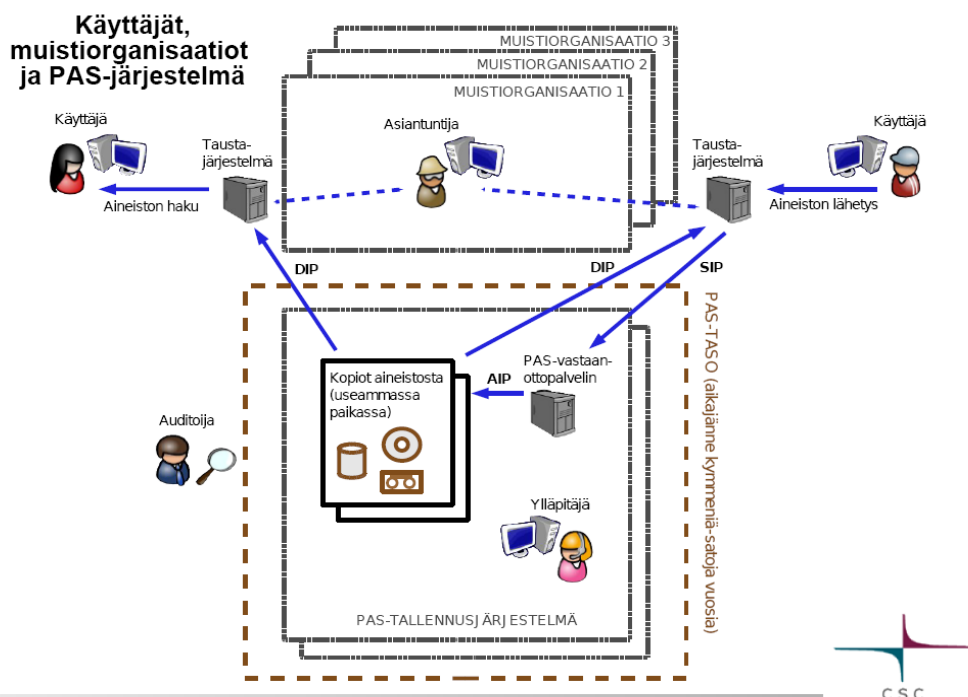 Käyttäjät,
muistiorganisaatiot
ja PAS-järjestelmä
MUISTIORGANISAATIO 3
MUISTIORGANISAATIO 2
MUISTIORGANISAATIO 1
Käyttäjä
Tausta-
järjestelmä
Asiantuntija
Tausta-
järjestelmä
Käyttäjä
Aineiston haku
Aineiston lähetys
DIP
DIP
SIP
PAS-TASO (aikajänne kymmeniä-satoja vuosia)
Kopiot aineistosta
(useammassa
paikassa)
AIP
PAS-vastaan-
ottopalvelin
Auditoija
Ylläpitäjä
PAS-TALLENNUSJÄRJESTELMÄ
CSC